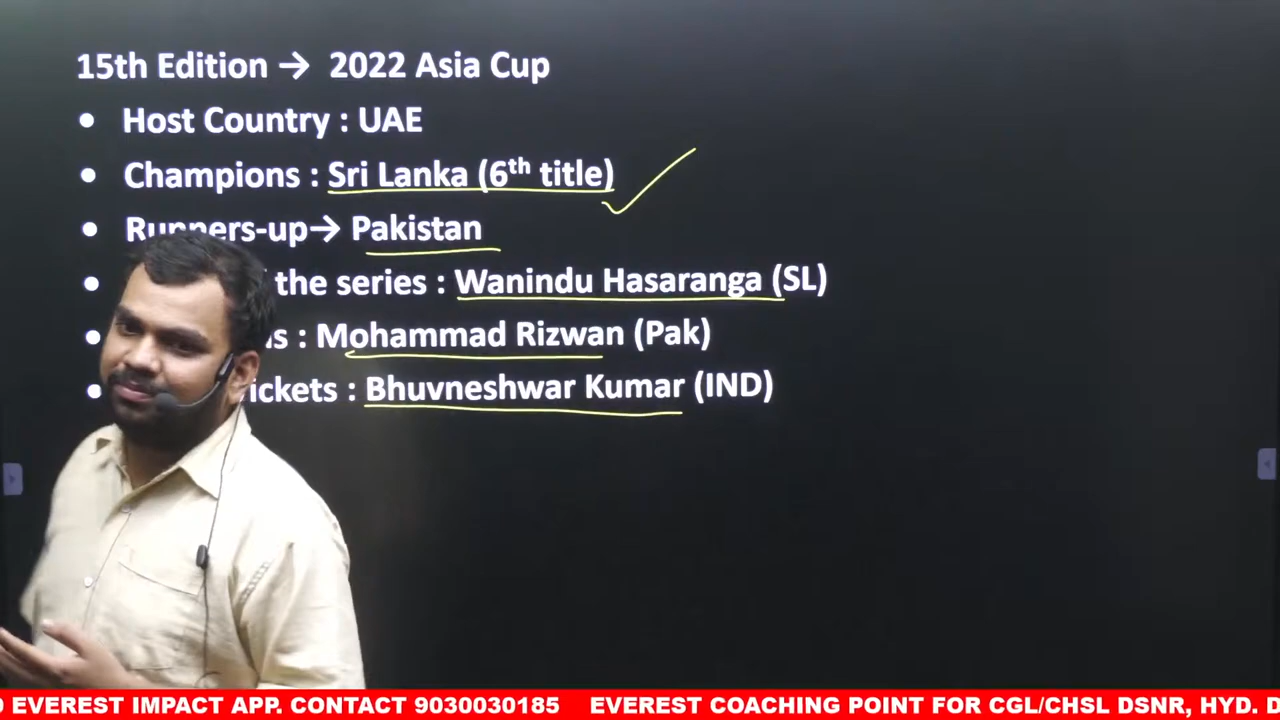 15th Edition → 2022 Asia Cup
• Host Country : UAE
• Champions : Sri Lanka (6th title)
• Runners-up→ Pakistan
• the series : Wanindu Hasaranga (SL)
• : Mohammad Rizwan (Pak)
• : Bhuvneshwar Kumar (IND)
EVEREST IMPACT APP. CONTACT 9030030185 EVEREST COACHING POINT FOR CGL/CHSL DSNR, HYD.